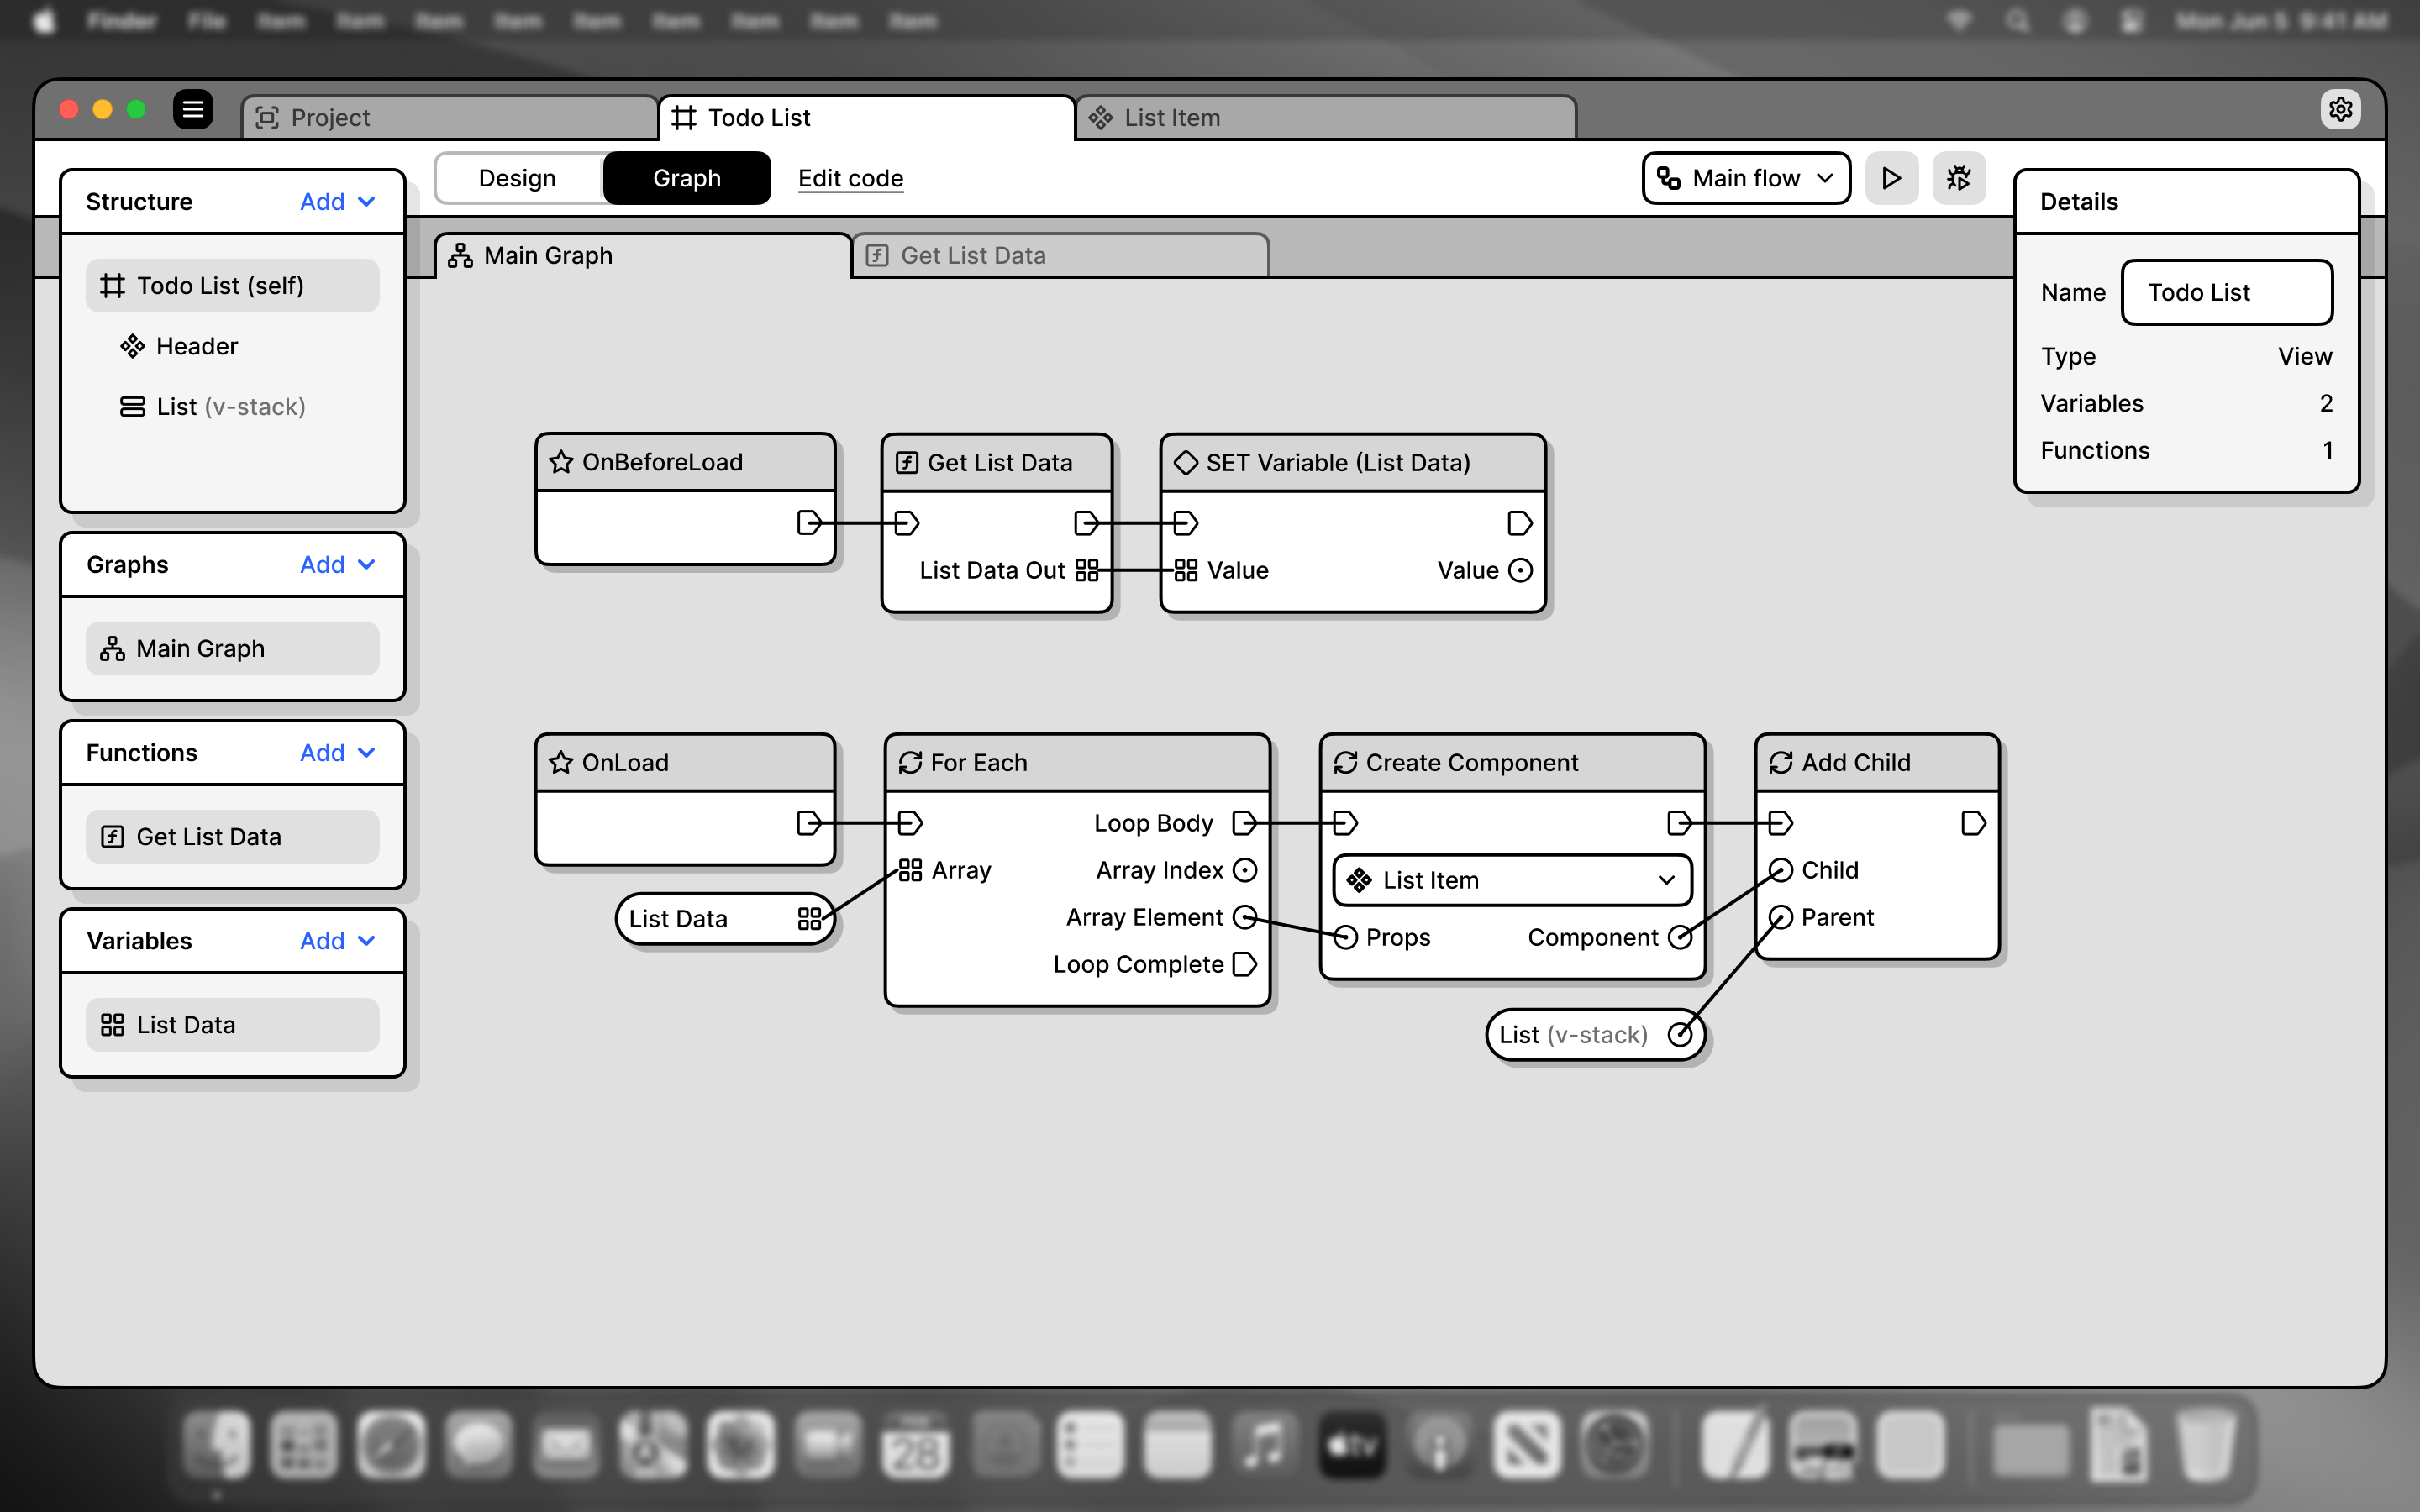 Finder File Item Item Item Item Item Item Item Item Item Mon Jun 5 9:41 AM
Project
Todo List
List Item
Design
Graph
Edit code
Main flow
Structure
Add
Todo List (self)
Header
List (v-stack)
Graphs
Add
Main Graph
Functions
Add
Get List Data
Variables
Add
List Data
Main Graph
Get List Data
OnBeforeLoad
Get List Data
List Data Out
SET Variable (List Data)
Value
Value
OnLoad
List Data
For Each
Loop Body
Array
Array Index
Array Element
Loop Complete
Create Component
List Item
Props
Component
List (v-stack)
Add Child
Child
Parent
Details
Name
Todo List
Type
View
Variables
2
Functions
1
28
tv